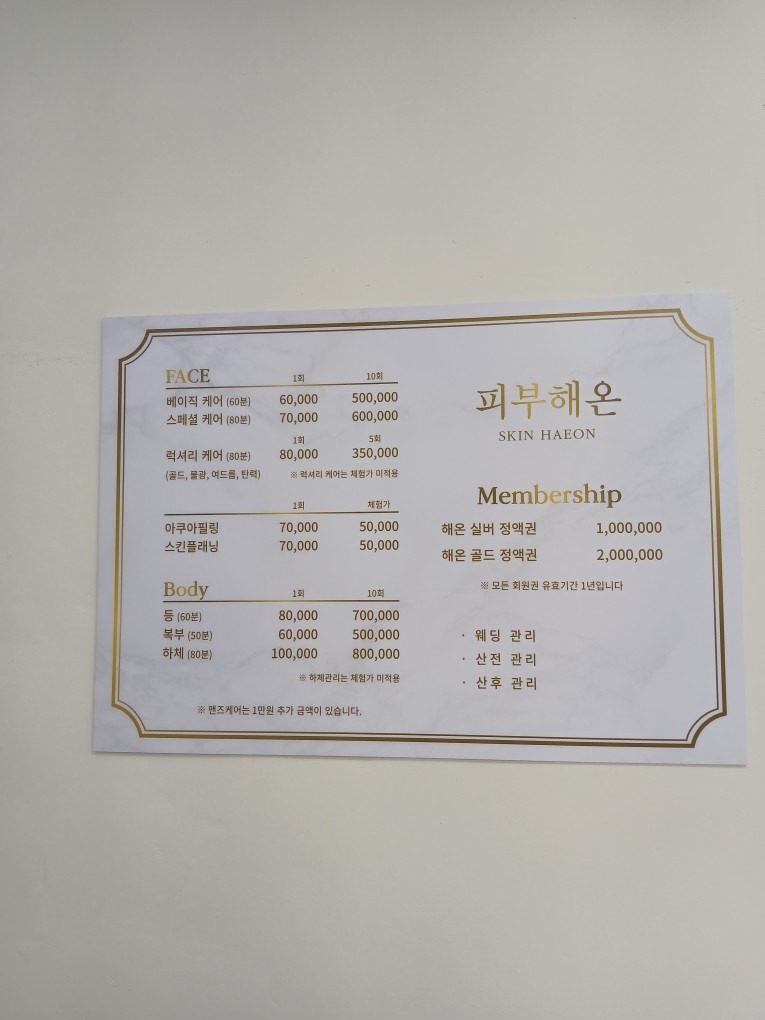 FACE 1회 10회
베이직 케어 (60분) 60,000 500,000
스페셜 케어 (80분) 70,000 600,000
1회 5회
럭셔리 케어 (80분) 80,000 350,000
(골드, 물광, 여드름, 탄력) ※ 럭셔리 케어는 체험가 미적용
1회 체험가
아쿠아필링 70,000 50,000
스킨플래닝 70,000 50,000
Body 1회 10회
등 (60분) 80,000 700,000
복부 (50분) 60,000 500,000
하체 (80분) 100,000 800,000
※ 하체관리는 체험가 미적용
※ 맨즈케어는 1만원 추가 금액이 있습니다.
피부해온
SKIN HAEON
Membership
해온 실버 정액권 1,000,000
해온 골드 정액권 2,000,000
※ 모든 회원권 유효기간 1년입니다
· 웨딩 관리
· 산전 관리
· 산후 관리